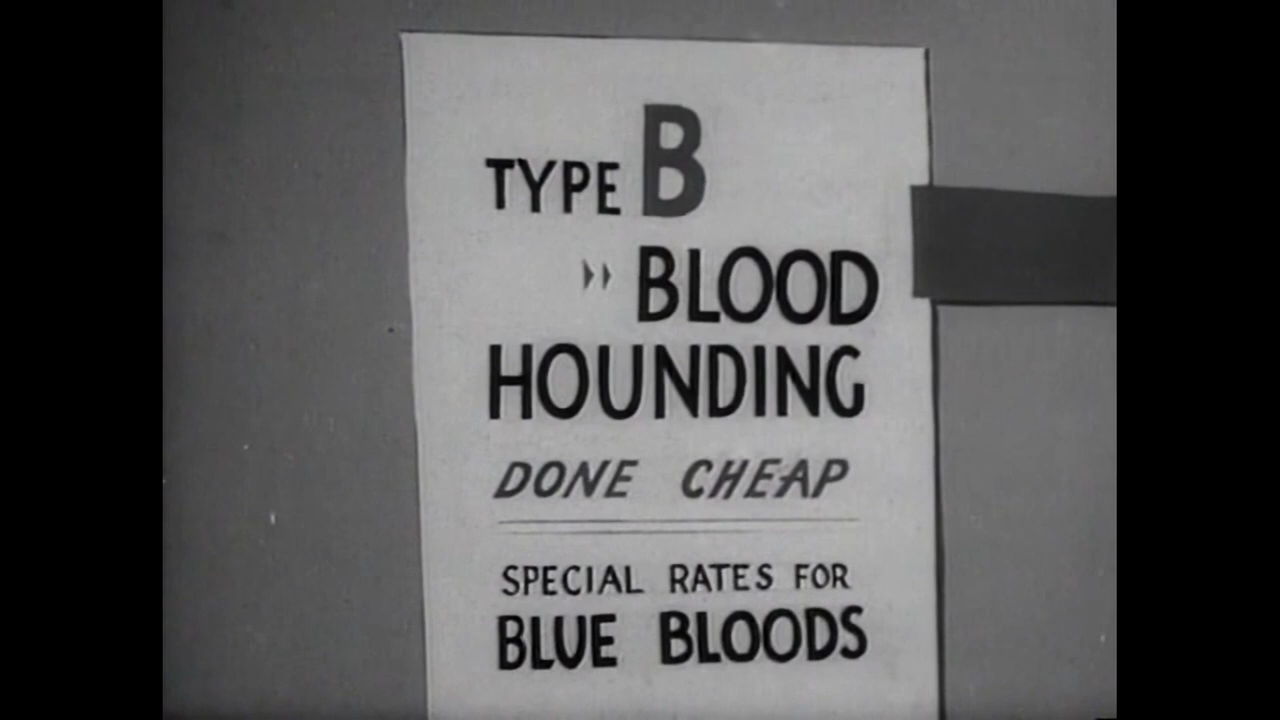 TYPE B
BLOOD
HOUNDING
DONE CHEAP
SPECIAL RATES FOR
BLUE BLOODS